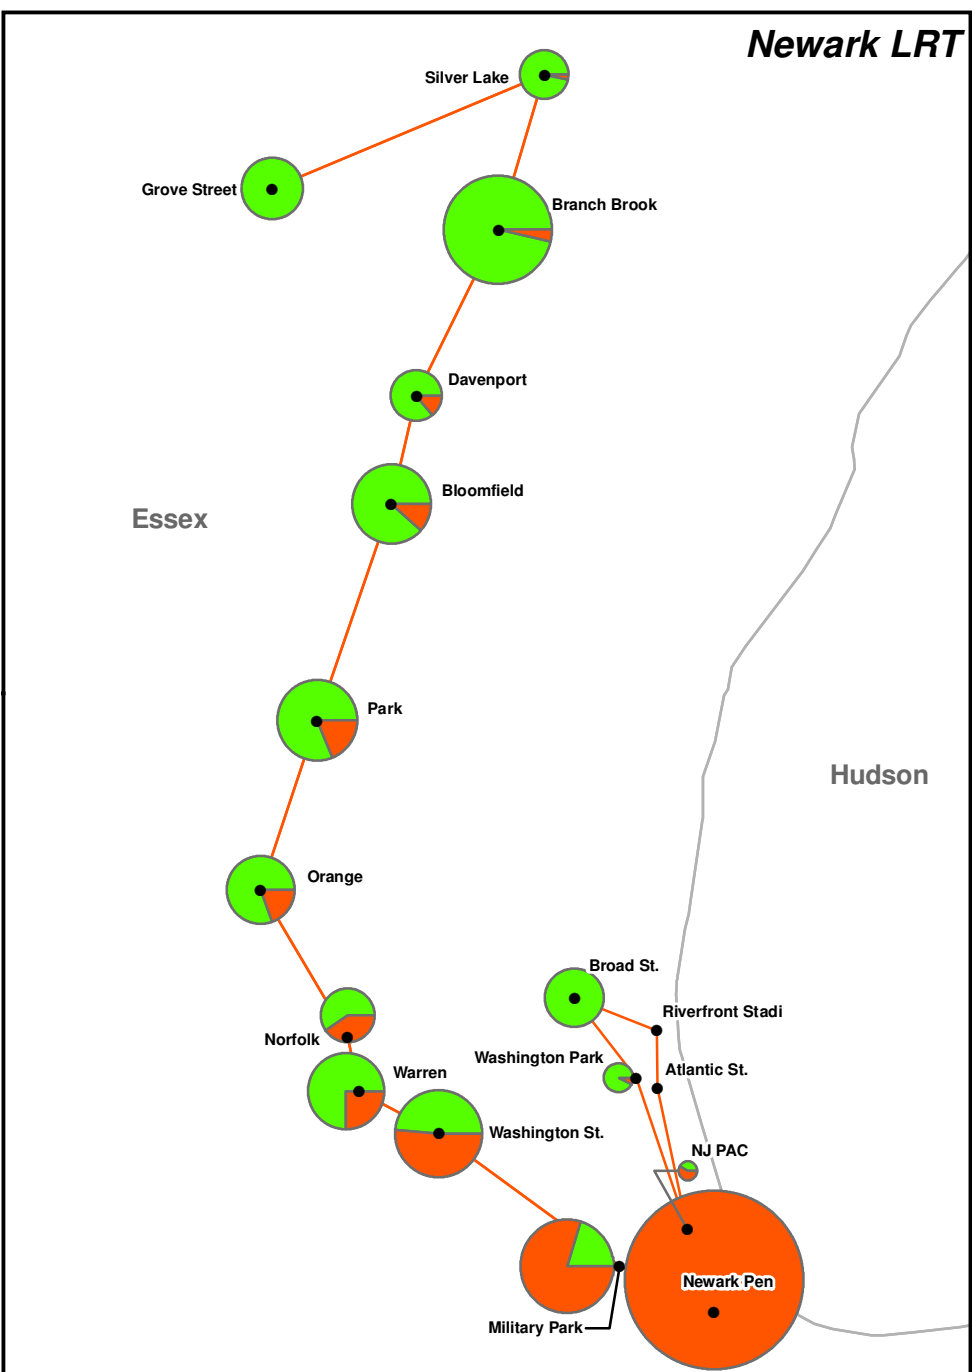 Newark LRT
Silver Lake
Grove Street
Branch Brook
Davenport
Bloomfield
Essex
Park
Hudson
Orange
Broad St.
Riverfront Stadi
Norfolk
Washington Park
Atlantic St.
Warren
Washington St.
NJ PAC
Newark Pen
Military Park